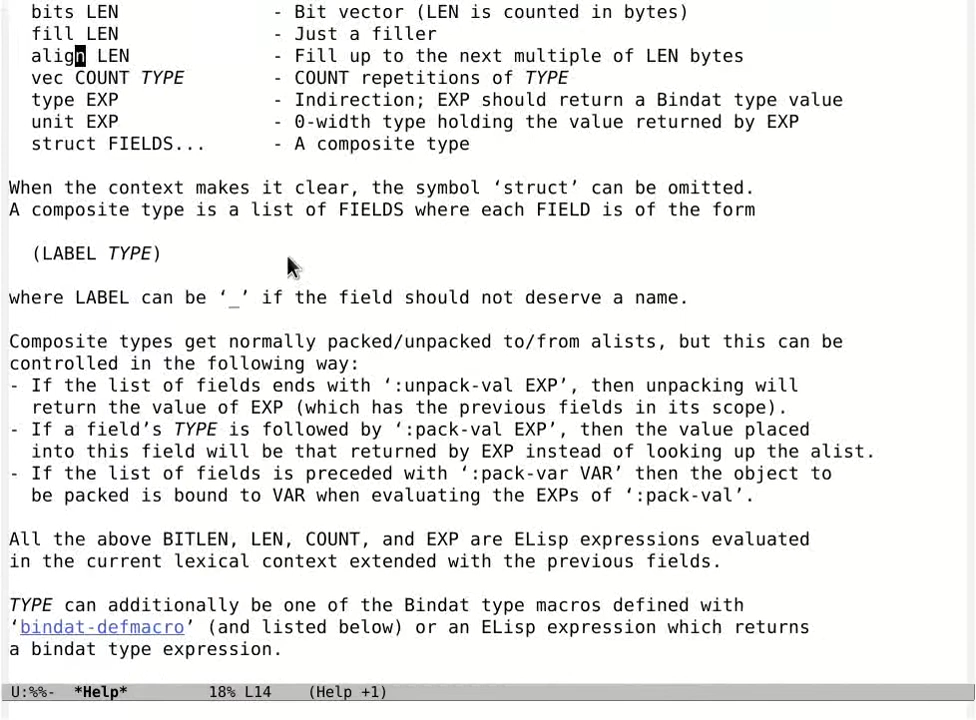 bits LEN - Bit vector (LEN is counted in bytes)
fill LEN - Just a filler
align LEN - Fill up to the next multiple of LEN bytes
vec COUNT TYPE - COUNT repetitions of TYPE
type EXP - Indirection; EXP should return a Bindat type value
unit EXP - 0-width type holding the value returned by EXP
struct FIELDS... - A composite type
When the context makes it clear, the symbol ‘struct’ can be omitted.
A composite type is a list of FIELDS where each FIELD is of the form
(LABEL TYPE)
where LABEL can be ‘_’ if the field should not deserve a name.
Composite types get normally packed/unpacked to/from alists, but this can be
controlled in the following way:
- If the list of fields ends with ‘:unpack-val EXP’, then unpacking will
return the value of EXP (which has the previous fields in its scope).
- If a field’s TYPE is followed by ‘:pack-val EXP’, then the value placed
into this field will be that returned by EXP instead of looking up the alist.
- If the list of fields is preceded with ‘:pack-var VAR’ then the object to
be packed is bound to VAR when evaluating the EXPs of ‘:pack-val’.
All the above BITLEN, LEN, COUNT, and EXP are ELisp expressions evaluated
in the current lexical context extended with the previous fields.
TYPE can additionally be one of the Bindat type macros defined with
‘bindat-defmacro’ (and listed below) or an ELisp expression which returns
a bindat type expression.
U:%%- *Help* 18% L14 (Help +1)